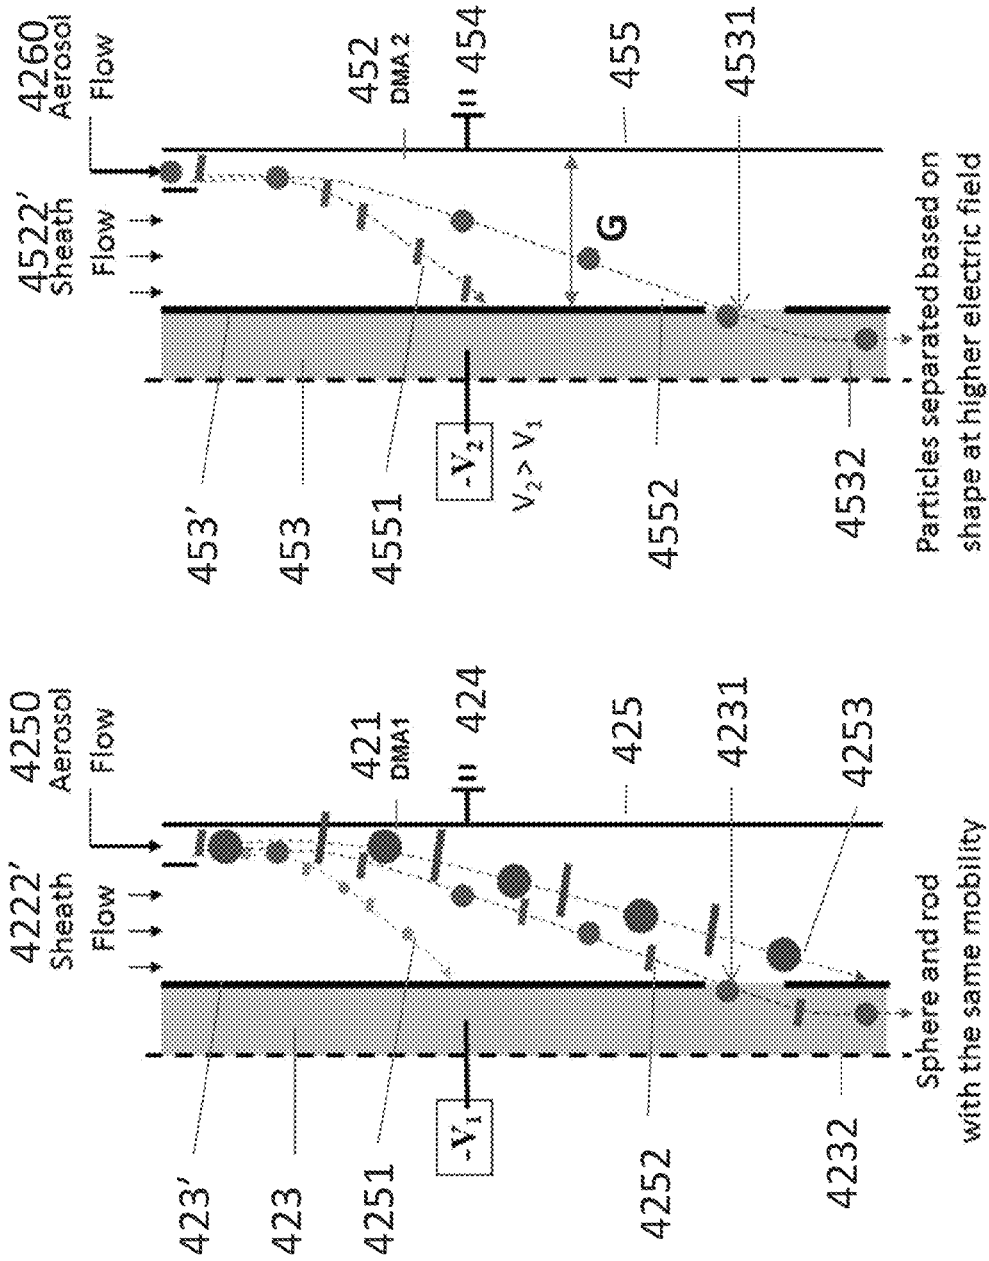 4222'
Sheath
Flow
4250
Aerosol
Flow
423'
423
4251
-V1
4252
4232
421
DMA1
424
425
4231
4253
Sphere and rod
with the same mobility
4522'
Sheath
Flow
4260
Aerosol
Flow
453'
453
4551
-V2
V2 > V1
4552
4532
452
DMA 2
454
G
455
4531
Particles separated based on
shape at higher electric field